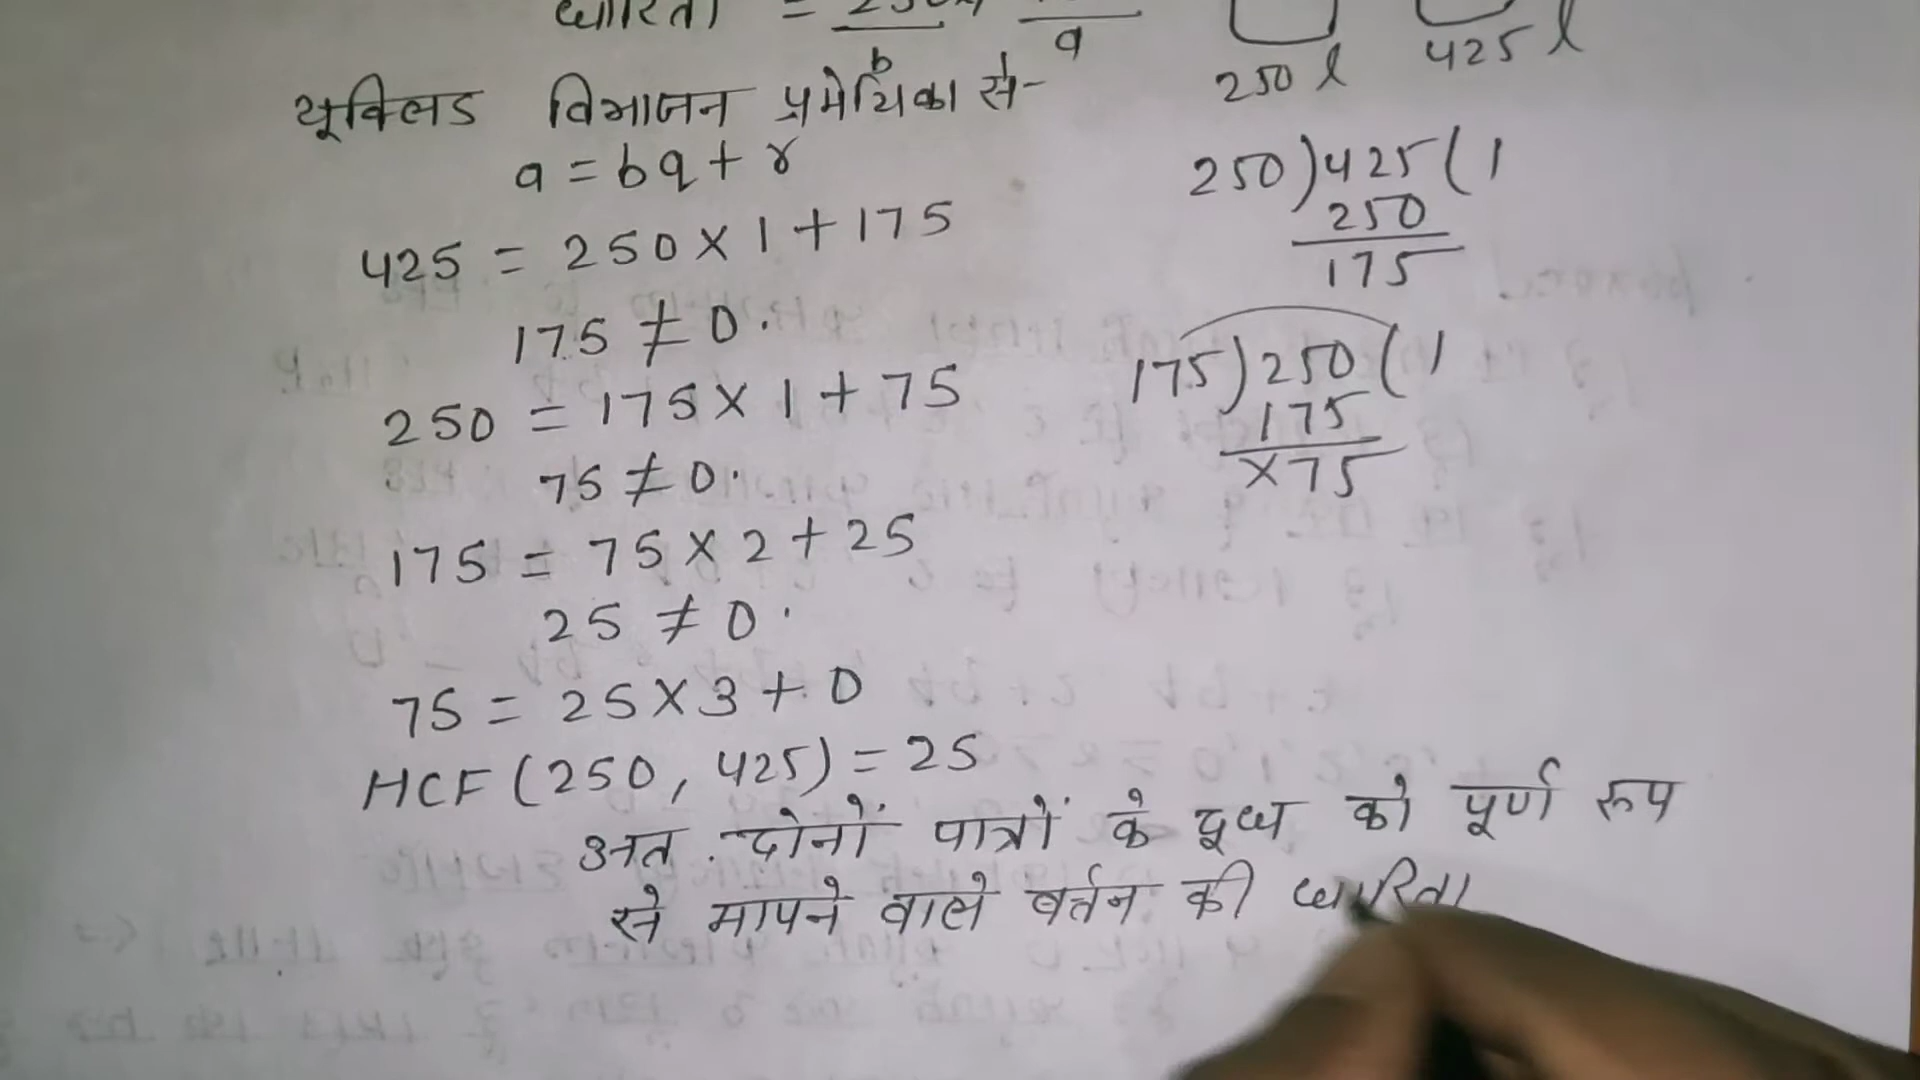 धारिता =
b a
250 l 425 l
यूक्लिड विभाजन प्रमेयिका से-
a = bq + r
250)425(1
250
175
425 = 250 × 1 + 175
175 ≠ 0.
175)250(1
175
×75
250 = 175 × 1 + 75
75 ≠ 0.
175 = 75 × 2 + 25
25 ≠ 0.
75 = 25 × 3 + 0
HCF (250, 425) = 25
अत. दोनों पात्रों के दूध को पूर्ण रूप
से मापने वाले बर्तन की धारिता